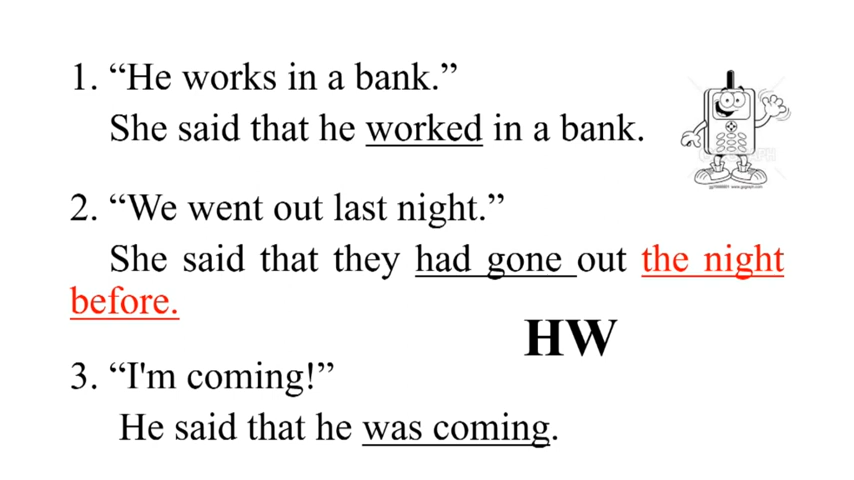 1. “He works in a bank.”
She said that he worked in a bank.
2. “We went out last night.”
She said that they had gone out the night
before.
HW
3. “I'm coming!”
He said that he was coming.